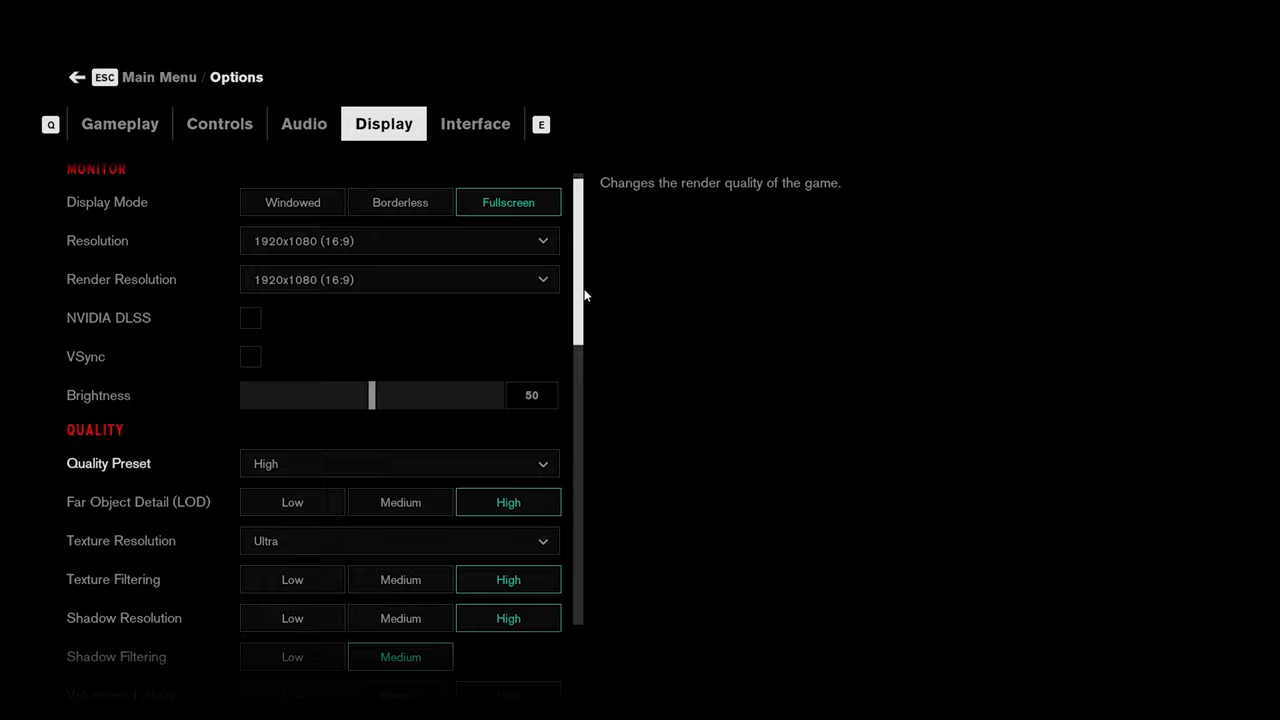 ESC Main Menu / Options
Q Gameplay Controls Audio Display Interface E
MONITOR
Changes the render quality of the game.
Display Mode Windowed Borderless Fullscreen
Resolution 1920x1080 (16:9)
Render Resolution 1920x1080 (16:9)
NVIDIA DLSS
VSync
Brightness 50
QUALITY
Quality Preset High
Far Object Detail (LOD) Low Medium High
Texture Resolution Ultra
Texture Filtering Low Medium High
Shadow Resolution Low Medium High
Shadow Filtering Low Medium